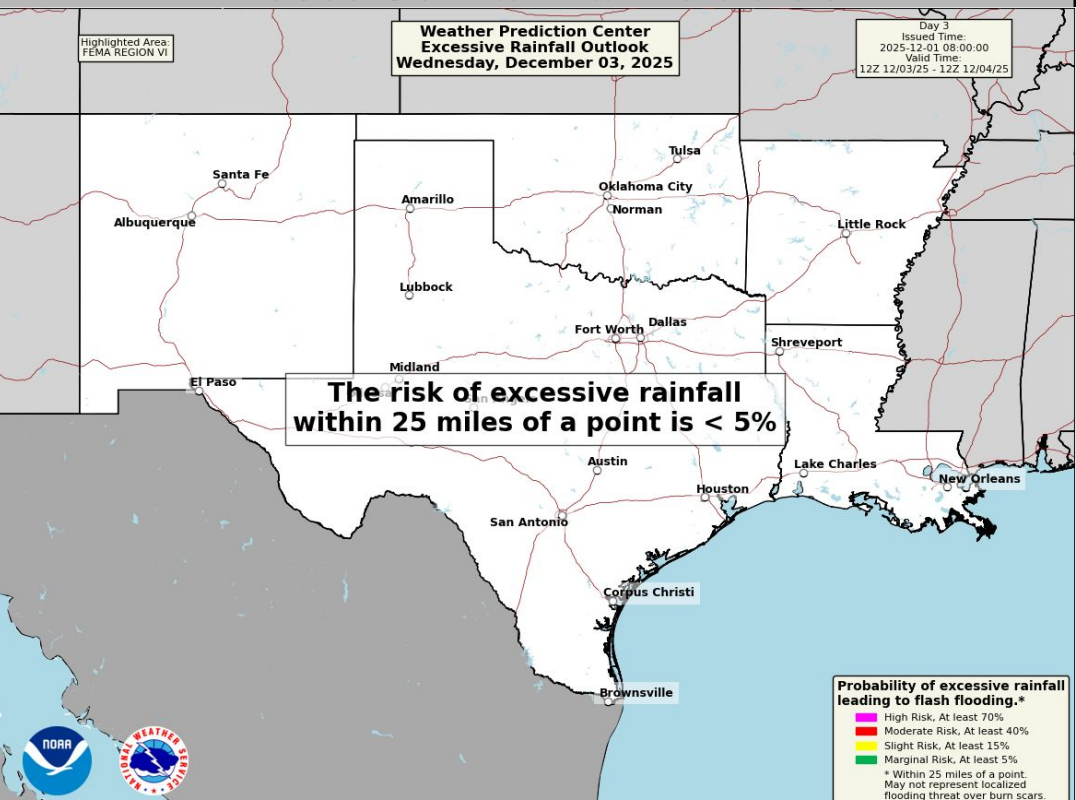 Highlighted Area:
FEMA REGION VI
Weather Prediction Center
Excessive Rainfall Outlook
Wednesday, December 03, 2025
Day 3
Issued Time:
2025-12-01 08:00:00
Valid Time:
12Z 12/03/25 - 12Z 12/04/25
Tulsa
Santa Fe
Oklahoma City
Amarillo
Norman
Albuquerque
Little Rock
Lubbock
Dallas
Fort Worth
Shreveport
Midland
El Paso
The risk of excessive rainfall
within 25 miles of a point is < 5%
Austin
Lake Charles
New Orleans
Houston
San Antonio
Corpus Christi
Brownsville
Probability of excessive rainfall
leading to flash flooding.*
High Risk, At least 70%
Moderate Risk, At least 40%
Slight Risk, At least 15%
Marginal Risk, At least 5%
* Within 25 miles of a point.
May not represent localized
flooding threat over burn scars.
NOAA
NATIONAL WEATHER SERVICE